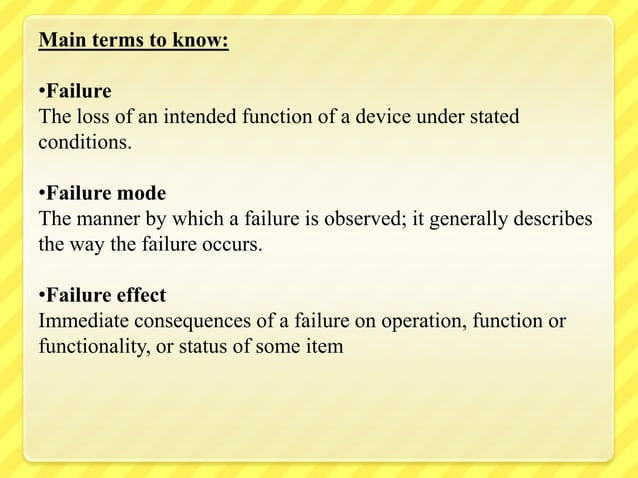 Main terms to know:
•Failure
The loss of an intended function of a device under stated
conditions.
•Failure mode
The manner by which a failure is observed; it generally describes
the way the failure occurs.
•Failure effect
Immediate consequences of a failure on operation, function or
functionality, or status of some item